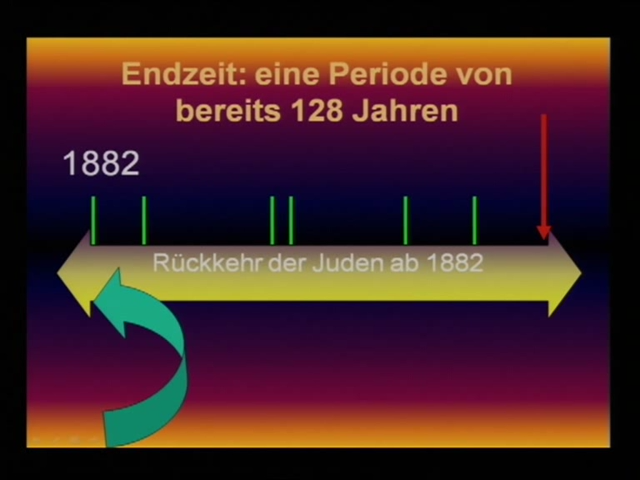 Endzeit: eine Periode von
bereits 128 Jahren
1882
Rückkehr der Juden ab 1882